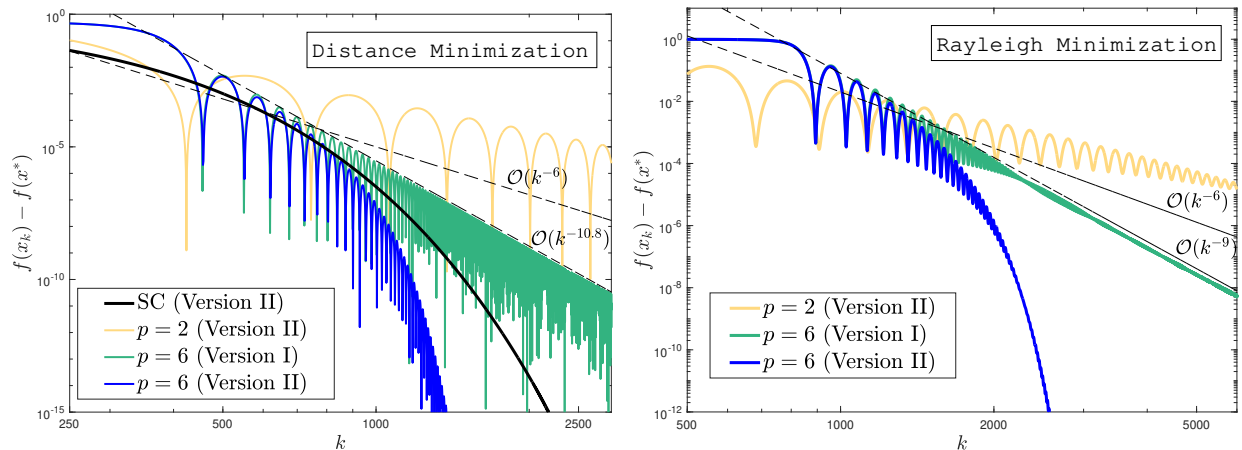 Distance Minimization
10^0
10^{-5}
10^{-10}
10^{-15}
f(x_k) − f(x^*)
O(k^{-6})
O(k^{-10.8})
SC (Version II)
p = 2 (Version II)
p = 6 (Version I)
p = 6 (Version II)
250 500 1000 2500
k
Rayleigh Minimization
10^0
10^{-2}
10^{-4}
10^{-6}
10^{-8}
10^{-10}
10^{-12}
f(x_k) − f(x^*)
O(k^{-6})
O(k^{-9})
p = 2 (Version II)
p = 6 (Version I)
p = 6 (Version II)
500 1000 2000 5000
k